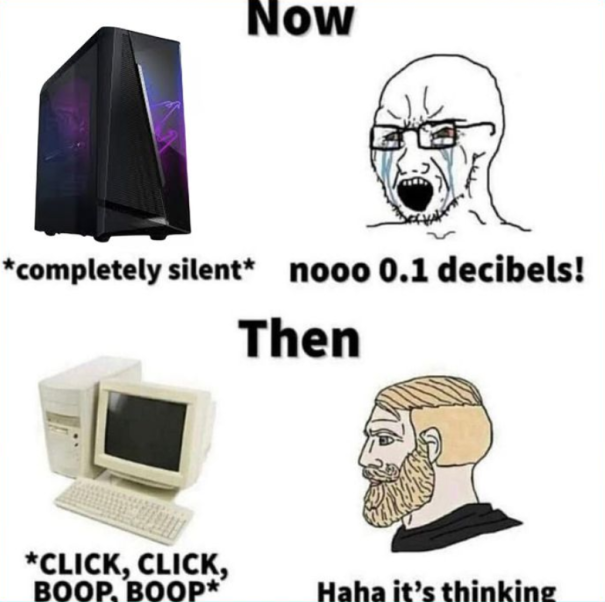 Now
*completely silent*
nooo 0.1 decibels!
Then
*CLICK, CLICK,
BOOP, BOOP*
Haha it's thinking